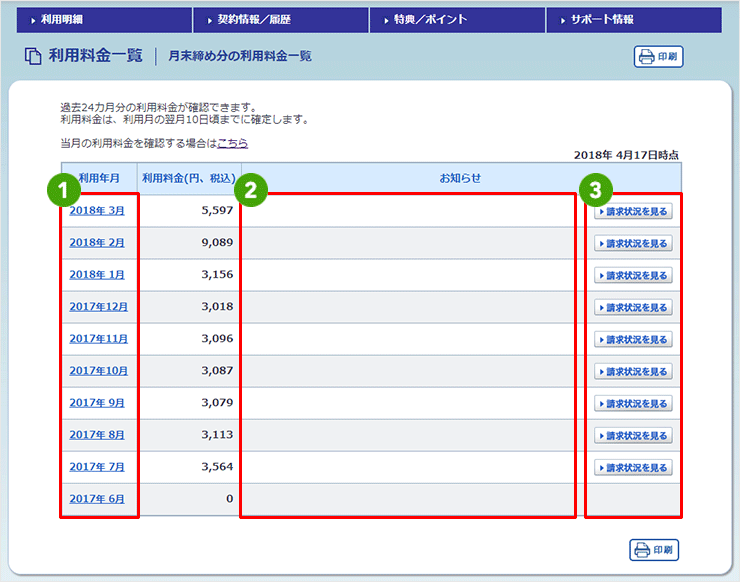 利用明細 契約情報／履歴 特典／ポイント サポート情報
利用料金一覧 月末締め分の利用料金一覧 印刷
過去24カ月分の利用料金が確認できます。
利用料金は、利用月の翌月10日頃までに確定します。
当月の利用料金を確認する場合はこちら
2018年 4月17日時点
1 利用年月 利用料金(円、税込) 2 お知らせ 3
2018年 3月 5,597 請求状況を見る
2018年 2月 9,089 請求状況を見る
2018年 1月 3,156 請求状況を見る
2017年12月 3,018 請求状況を見る
2017年11月 3,096 請求状況を見る
2017年10月 3,087 請求状況を見る
2017年 9月 3,079 請求状況を見る
2017年 8月 3,113 請求状況を見る
2017年 7月 3,564 請求状況を見る
2017年 6月 0
印刷